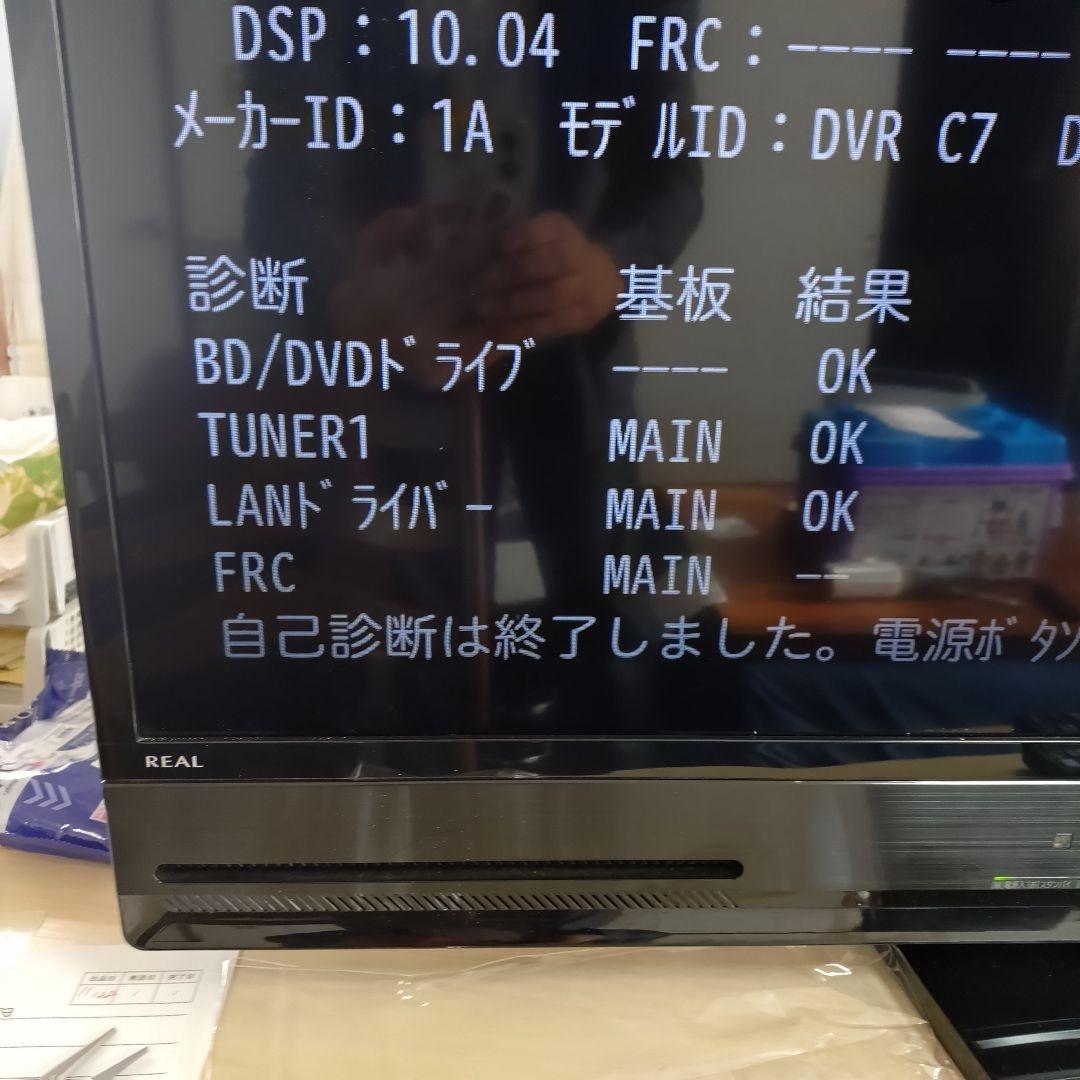 DSP：10.04 FRC：---- ----
ﾒｰｶｰID：1A ﾓﾃﾞﾙID：DVR C7 D
診断 基板 結果
BD/DVDﾄﾞﾗｲﾌﾞ ---- OK
TUNER1 MAIN OK
LANﾄﾞﾗｲﾊﾞｰ MAIN OK
FRC MAIN --
自己診断は終了しました。電源ﾎﾞﾀﾝ
REAL